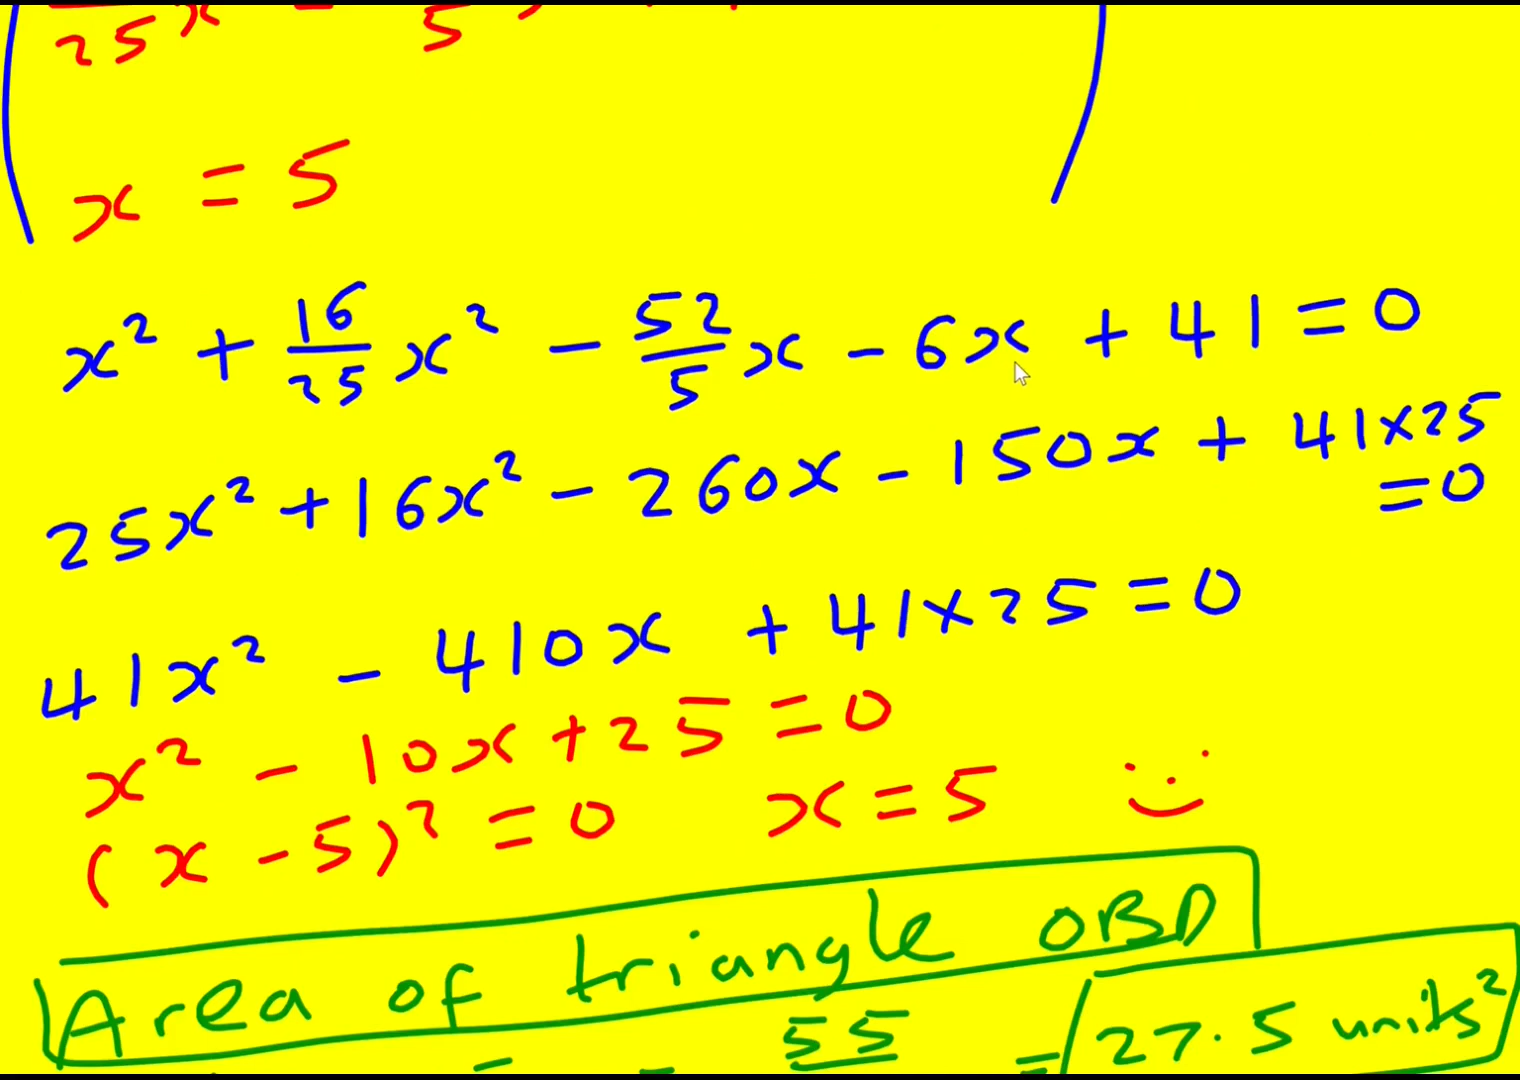 25x 5
x = 5
x² + 16/25 x² - 52/5 x - 6x + 41 = 0
25x² + 16x² - 260x - 150x + 41×25
= 0
41x² - 410x + 41×25 = 0
x² - 10x + 25 = 0
(x - 5)² = 0 x = 5
Area of triangle OBD
55 = 27.5 units²